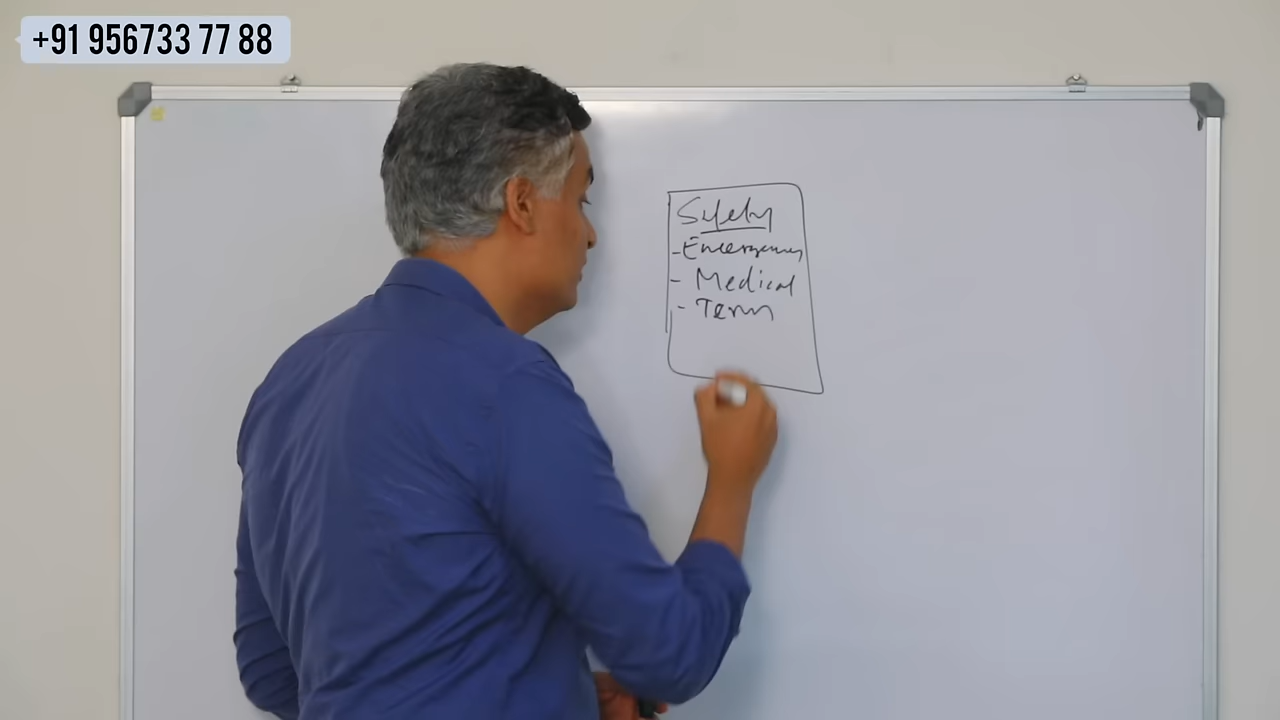 +91 956733 77 88
Safety
- Emergency
- Medical
- Term